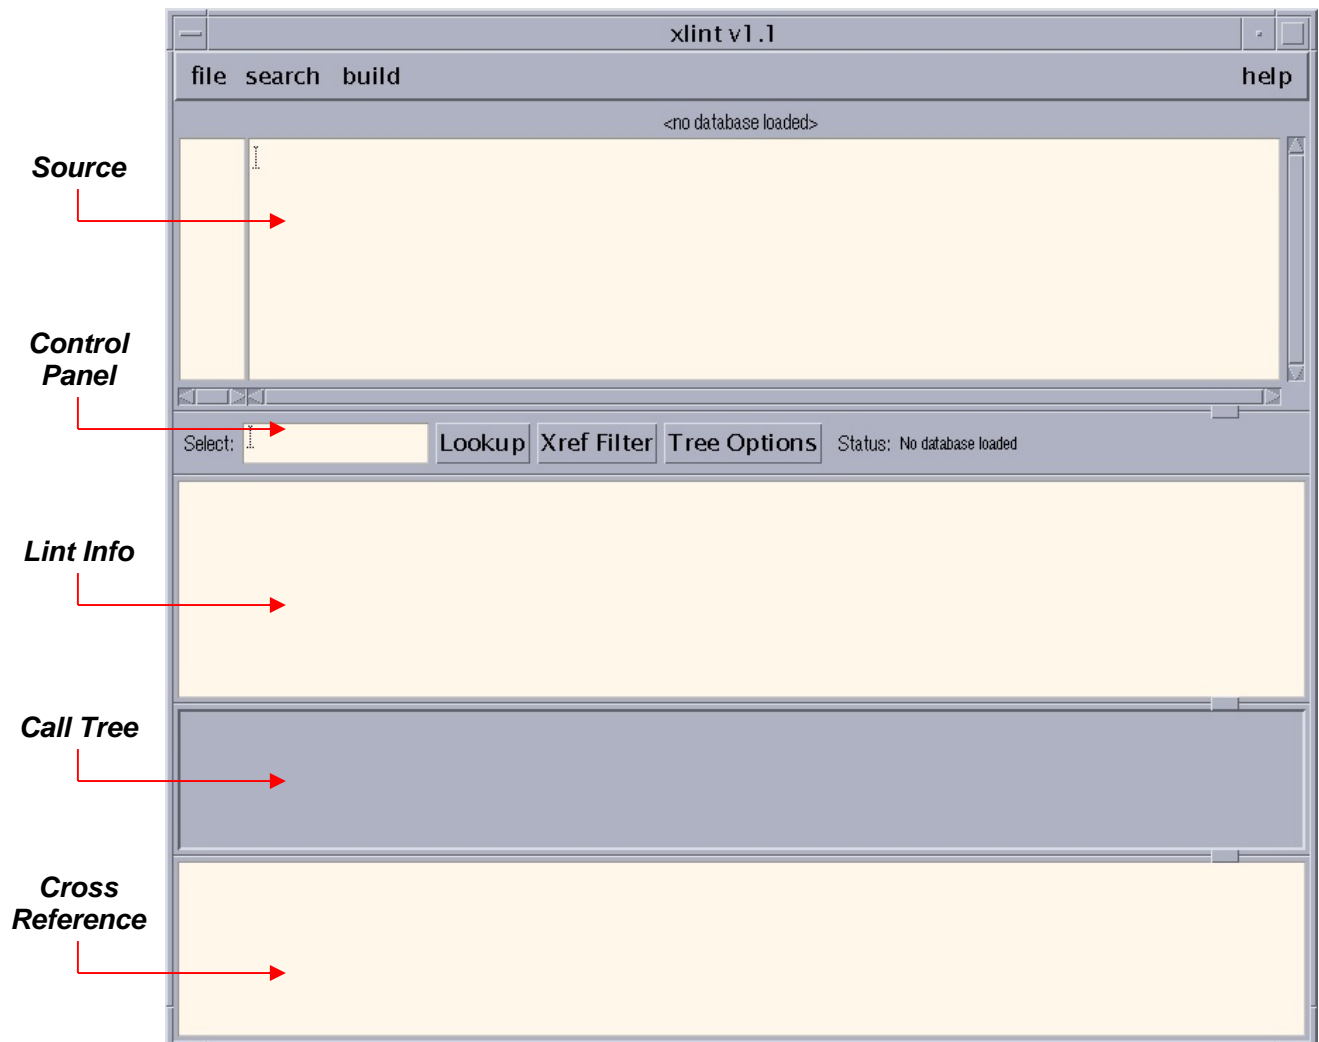 xlint v1.1
file search build help
<no database loaded>
Source
Control
Panel
Select: Lookup Xref Filter Tree Options Status: No database loaded
Lint Info
Call Tree
Cross
Reference